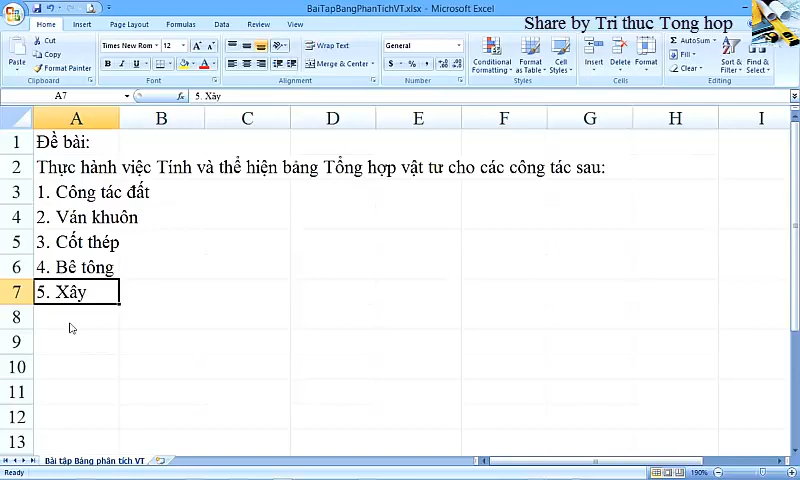 BaiTapBangPhanTichVT.xlsx - Microsoft Excel
Share by Tri thuc Tong hop
Home Insert Page Layout Formulas Data Review View
Paste
Cut
Copy
Format Painter
Clipboard
Times New Rom 12
B I U
Font
Wrap Text
Merge & Center
Alignment
General
$ % ,
Number
Conditional Formatting
Format as Table
Cell Styles
Styles
Insert Delete Format
Cells
AutoSum
Fill
Clear
Sort & Filter
Find & Select
Editing
A7 fx 5. Xây
A B C D E F G H I
1 Đề bài:
2 Thực hành việc Tính và thể hiện bảng Tổng hợp vật tư cho các công tác sau:
3 1. Công tác đất
4 2. Ván khuôn
5 3. Cốt thép
6 4. Bê tông
7 5. Xây
8
9
10
11
12
13
Bài tập Bảng phân tích VT
Ready 190%